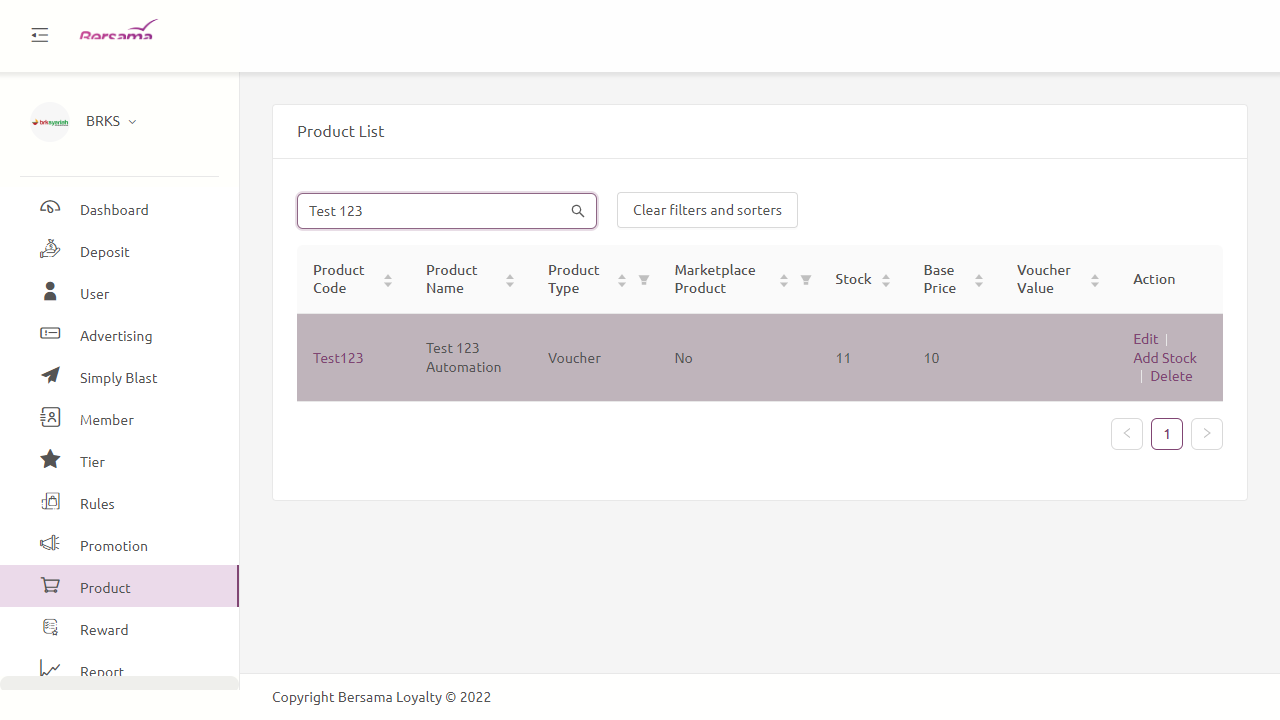 Bersama
brksyariah
BRKS
Dashboard
Deposit
User
Advertising
Simply Blast
Member
Tier
Rules
Promotion
Product
Reward
Report
Product List
Test 123
Clear filters and sorters
Product Code
Product Name
Product Type
Marketplace Product
Stock
Base Price
Voucher Value
Action
Test123
Test 123 Automation
Voucher
No
11
10
Edit
Add Stock
Delete
1
Copyright Bersama Loyalty © 2022